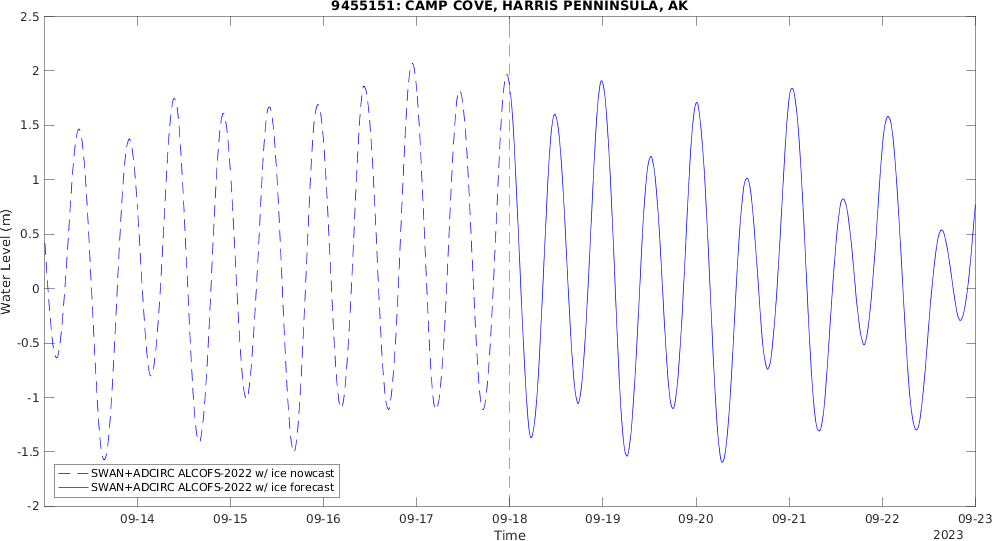 9455151: CAMP COVE, HARRIS PENNINSULA, AK
2.5
2
1.5
1
0.5
0
-0.5
-1
-1.5
-2
Water Level (m)
SWAN+ADCIRC ALCOFS-2022 w/ ice nowcast
SWAN+ADCIRC ALCOFS-2022 w/ ice forecast
09-14 09-15 09-16 09-17 09-18 09-19 09-20 09-21 09-22 09-23
Time
2023